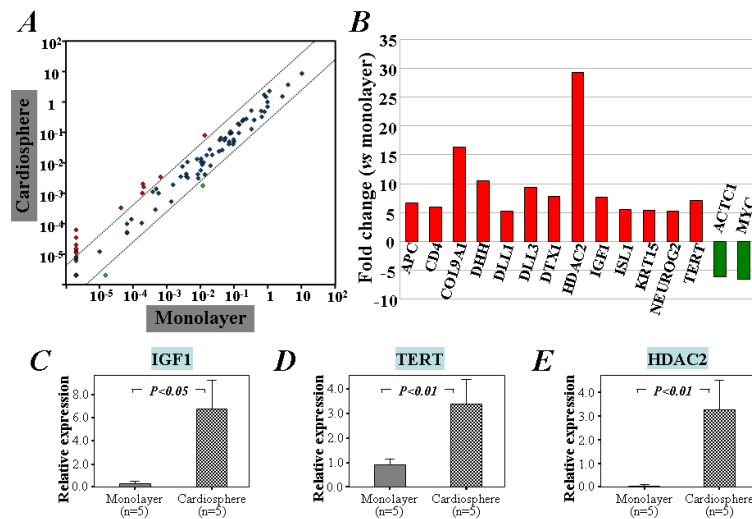 A
Cardiosphere
10²
10
1
10⁻¹
10⁻²
10⁻³
10⁻⁴
10⁻⁵
10⁻⁵ 10⁻⁴ 10⁻³ 10⁻² 10⁻¹ 1 10 10²
Monolayer
B
Fold change (vs monolayer)
35
30
25
20
15
10
5
0
-5
-10
APC
CD4
COL9A1
DHH
DLL1
DLL3
DTX1
HDAC2
IGF1
ISL1
KRT15
NEUROG2
TERT
ACTC1
MYC
C
IGF1
Relative expression
8.0
6.0
4.0
2.0
0.0
P<0.05
Monolayer Cardiosphere
(n=5) (n=5)
D
TERT
Relative expression
4.0
3.0
2.0
1.0
0.0
P<0.01
Monolayer Cardiosphere
(n=5) (n=5)
E
HDAC2
Relative expression
4.0
3.0
2.0
1.0
0.0
P<0.01
Monolayer Cardiosphere
(n=5) (n=5)